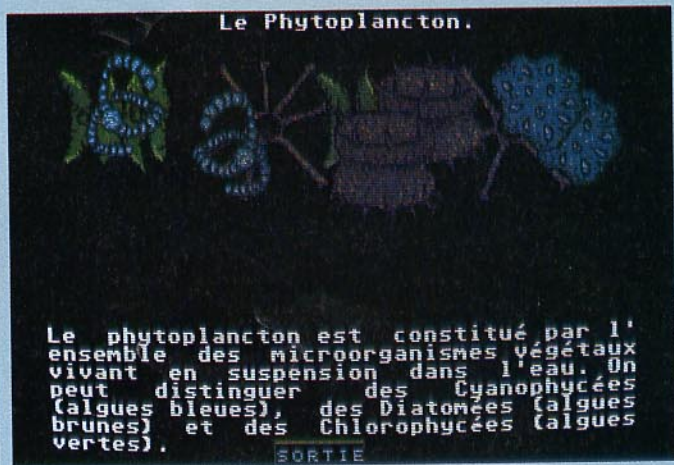 Le Phytoplancton.
Le phytoplancton est constitué par l'
ensemble des microorganismes végétaux
vivant en suspension dans l'eau. On
peut distinguer des Cyanophycées
(algues bleues), des Diatomées (algues
brunes) et des Chlorophycées (algues
vertes).
SORTIE